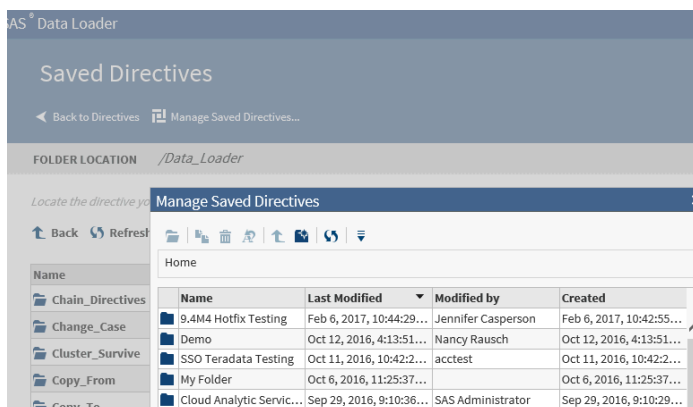 SAS® Data Loader
Saved Directives
Back to Directives Manage Saved Directives...
FOLDER LOCATION /Data_Loader
Locate the directive yo
Manage Saved Directives
Back Refresh
Home
Name
Chain_Directives
Change_Case
Cluster_Survive
Copy_From
Copy_To
Name Last Modified Modified by Created
9.4M4 Hotfix Testing Feb 6, 2017, 10:44:29... Jennifer Casperson Feb 6, 2017, 10:42:55...
Demo Oct 12, 2016, 4:13:51... Nancy Rausch Oct 12, 2016, 4:13:51...
SSO Teradata Testing Oct 11, 2016, 10:42:2... acctest Oct 11, 2016, 10:42:2...
My Folder Oct 6, 2016, 11:25:37... Oct 6, 2016, 11:25:37...
Cloud Analytic Servic... Sep 29, 2016, 9:10:36... SAS Administrator Sep 29, 2016, 9:10:29...